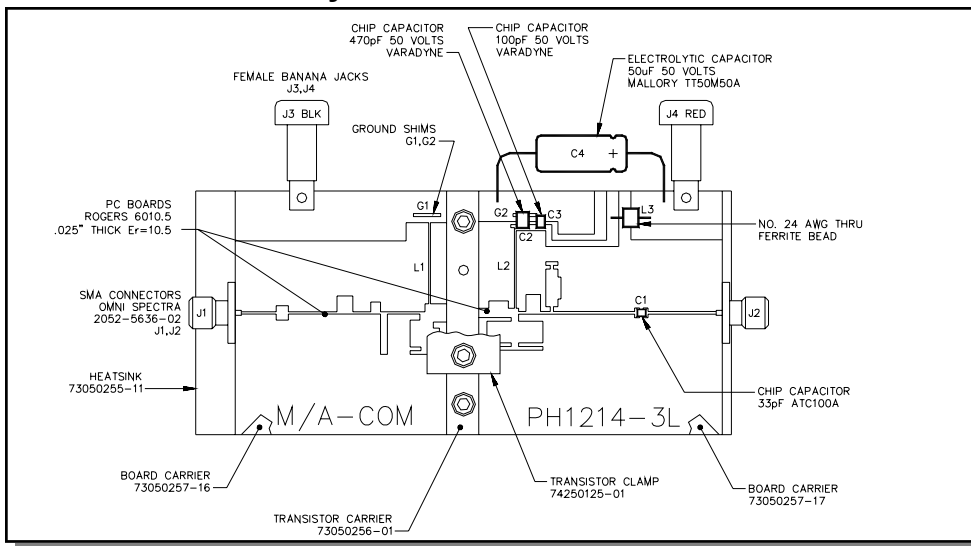 CHIP CAPACITOR
470pF 50 VOLTS
VARADYNE
CHIP CAPACITOR
100pF 50 VOLTS
VARADYNE
ELECTROLYTIC CAPACITOR
50uF 50 VOLTS
MALLORY TT50M50A
FEMALE BANANA JACKS
J3,J4
J3 BLK
GROUND SHIMS
G1,G2
C4
+
J4 RED
PC BOARDS
ROGERS 6010.5
.025" THICK Er=10.5
G1
G2
C3
C2
L3
NO. 24 AWG THRU
FERRITE BEAD
L1
L2
SMA CONNECTORS
OMNI SPECTRA
2052-5636-02
J1,J2
J1
C1
J2
HEATSINK
73050255-11
CHIP CAPACITOR
33pF ATC100A
M/A-COM
PH1214-3L
BOARD CARRIER
73050257-16
TRANSISTOR CLAMP
74250125-01
BOARD CARRIER
73050257-17
TRANSISTOR CARRIER
73050256-01